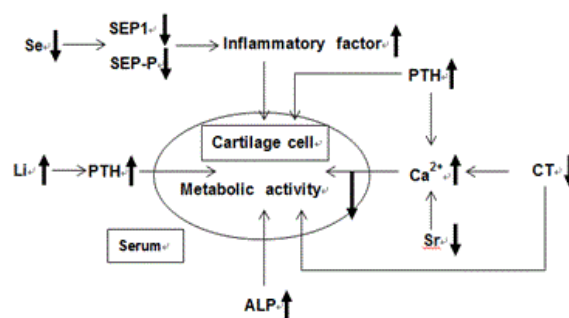 SEP1
Se
SEP-P
Inflammatory factor
PTH
Cartilage cell
Li
PTH
Metabolic activity
Ca²⁺
CT
Serum
Sr
ALP